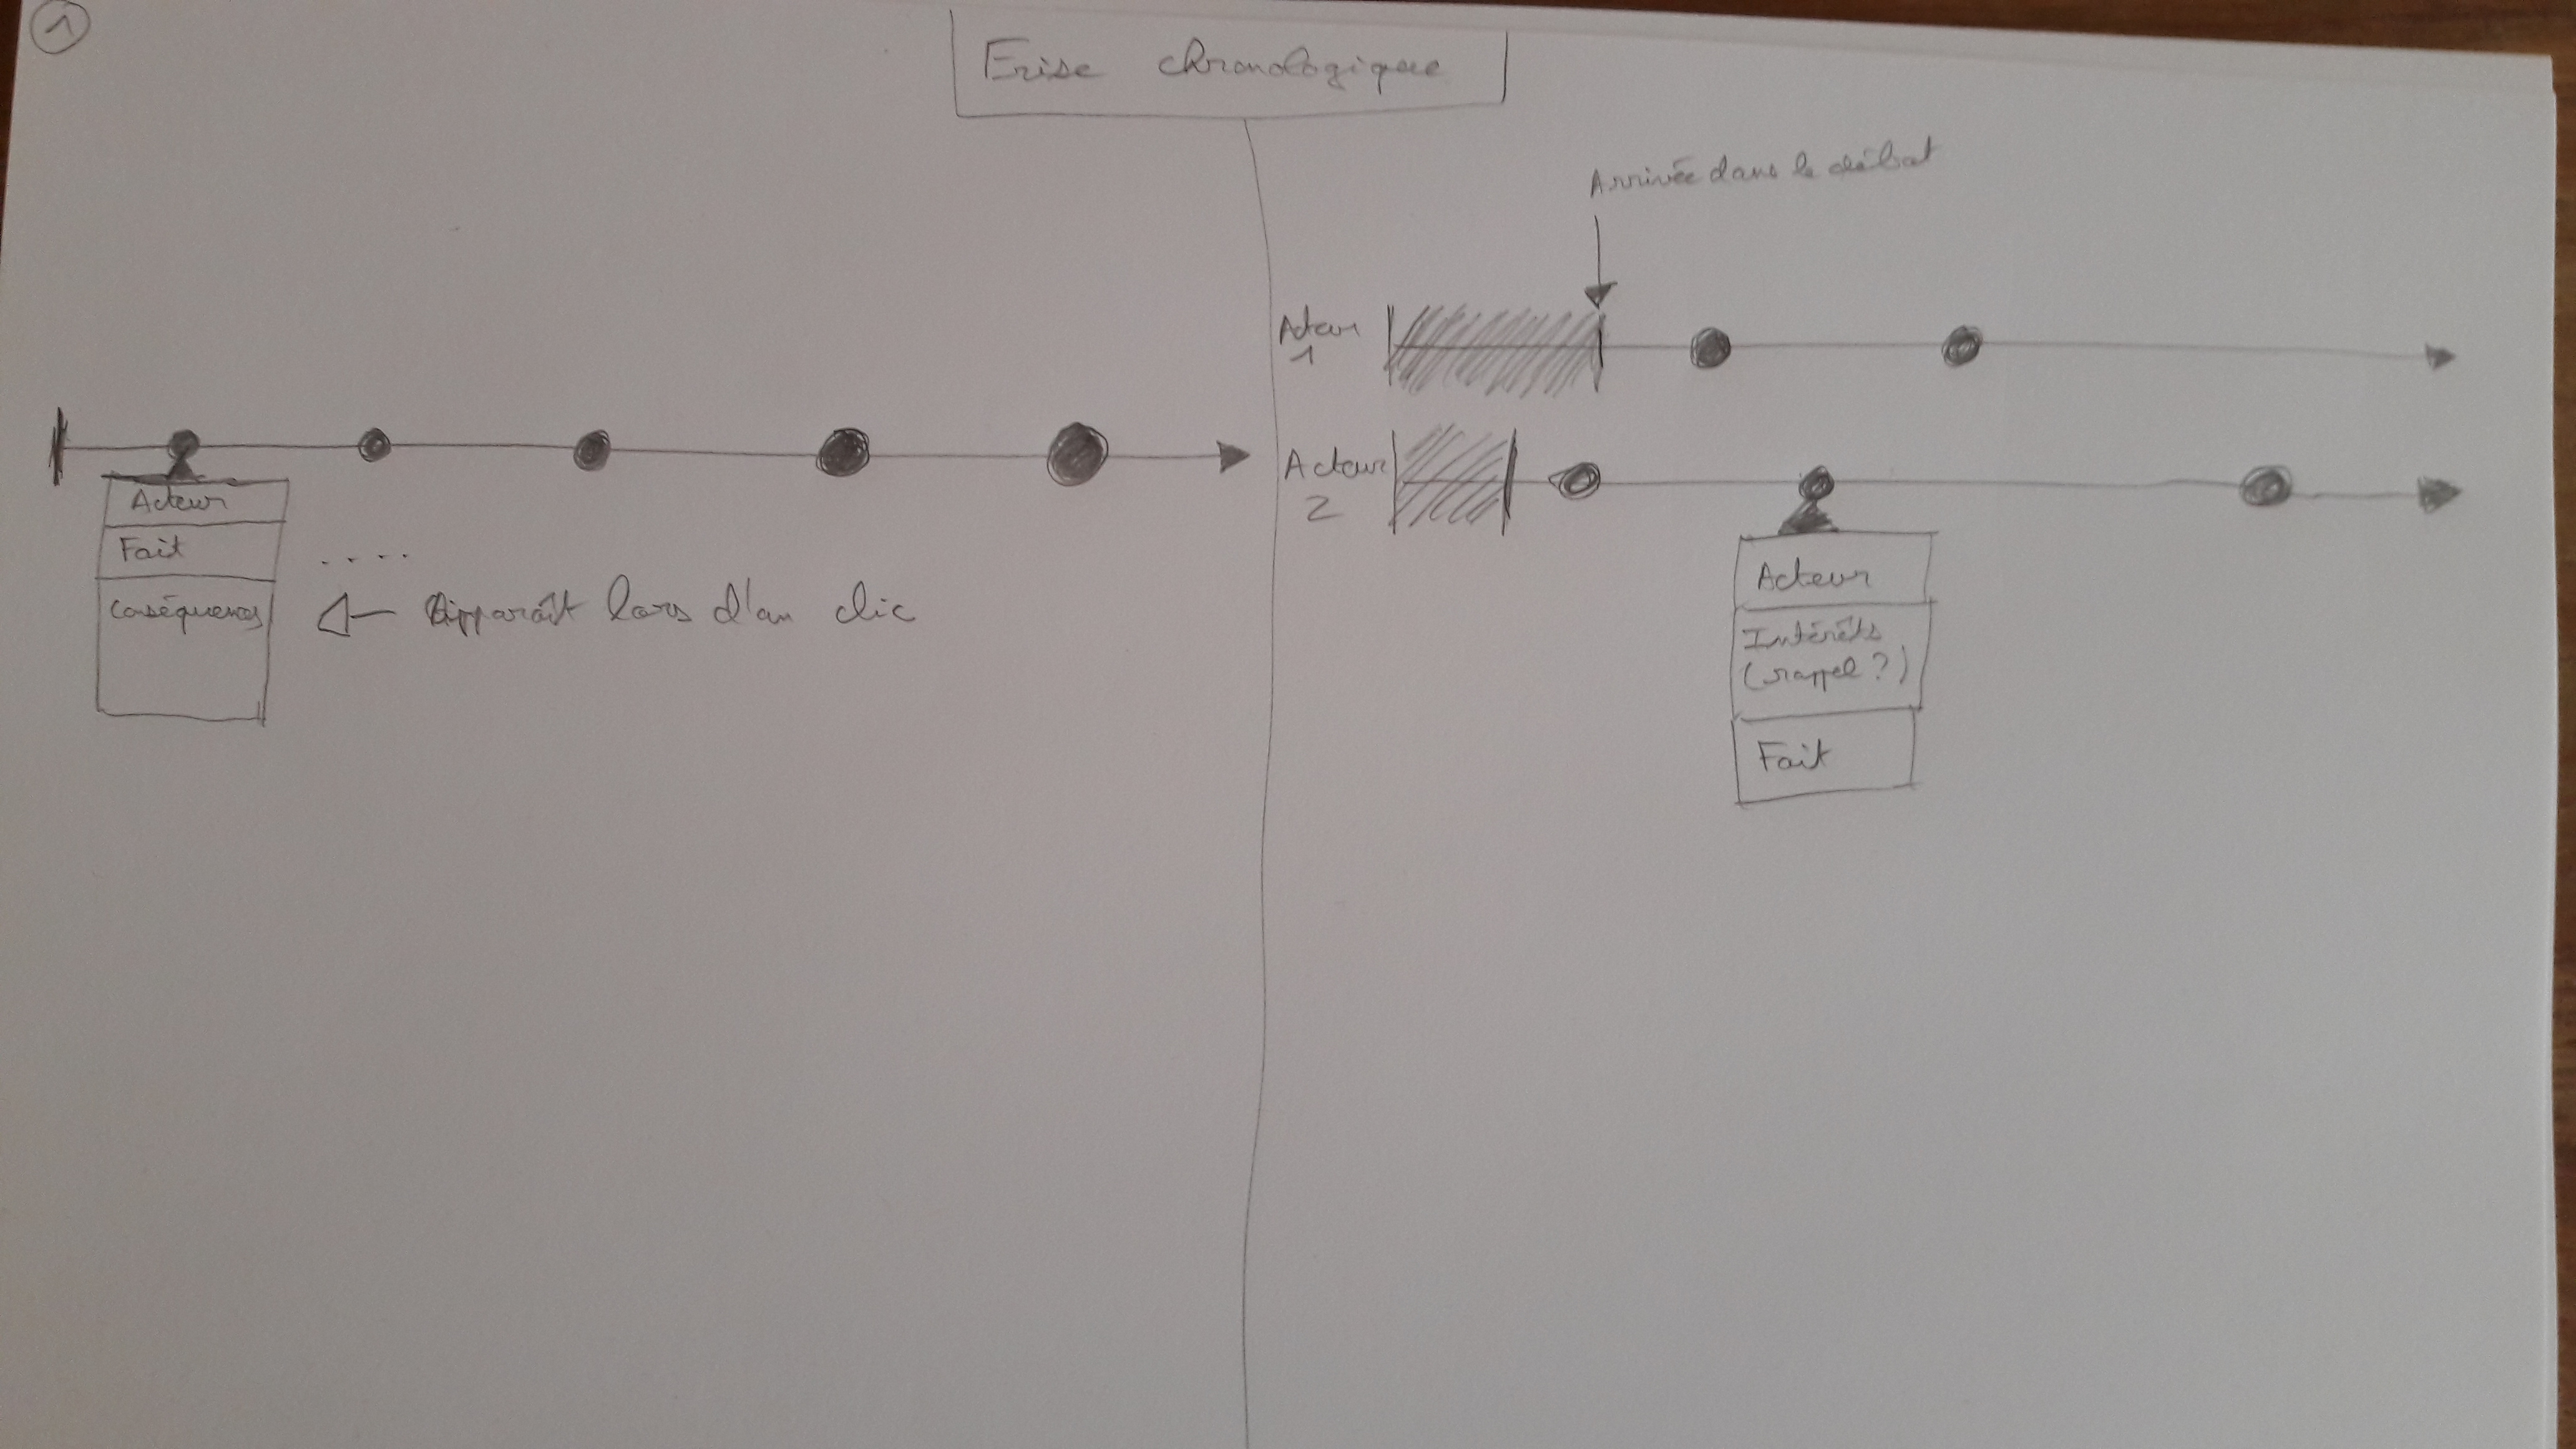 1
Frise chronologique
Acteur
Fait
Conséquences
....
Apparaît lors d'un clic
Arrivée dans le débat
Acteur
1
Acteur
2
Acteur
Intérêts
(rappel ?)
Fait